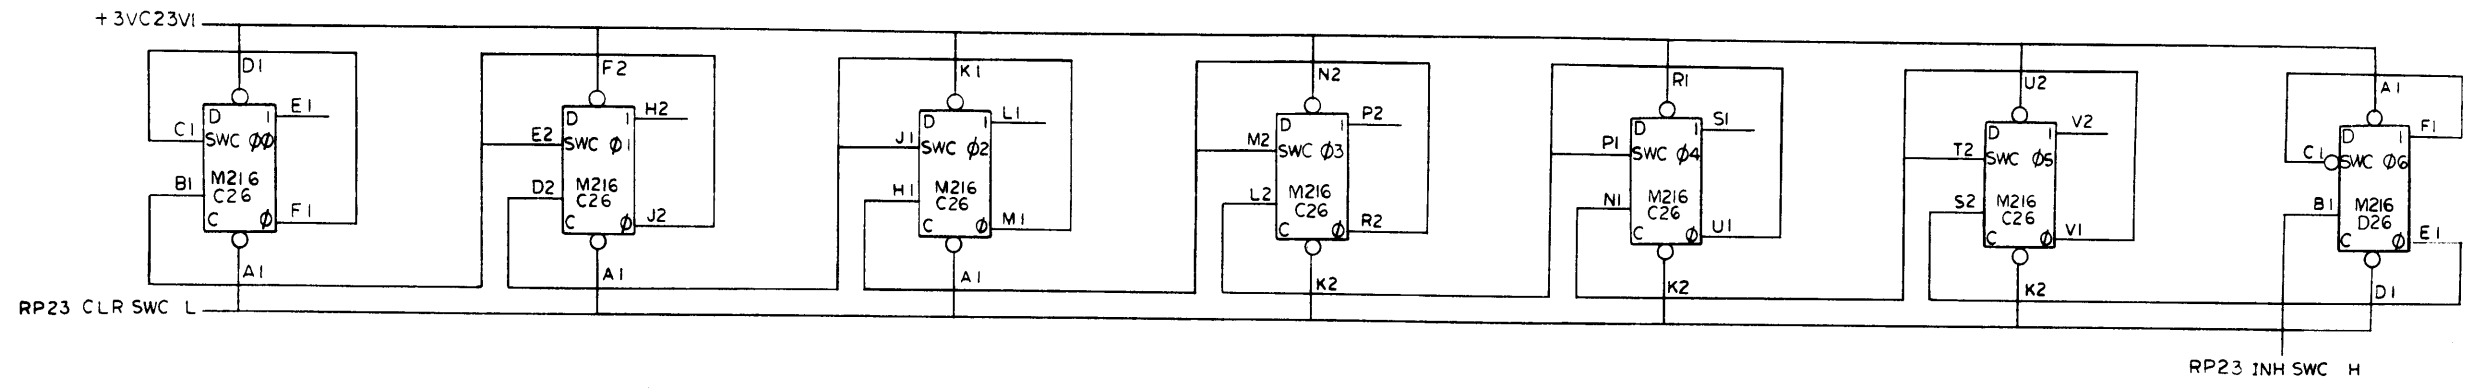 +3VC23V1
D1
E1
D 1
C1
SWC ØØ
B1
M216
C26
C Ø
F1
A1
F2
H2
D 1
E2
SWC Ø1
D2
M216
C26
C Ø
J2
A1
K1
L1
D 1
J1
SWC Ø2
H1
M216
C26
C Ø
M1
A1
N2
P2
D 1
M2
SWC Ø3
L2
M216
C26
C Ø
R2
K2
R1
S1
D 1
P1
SWC Ø4
N1
M216
C26
C Ø
U1
K2
U2
V2
D 1
T2
SWC Ø5
S2
M216
C26
C Ø
V1
K2
A1
F1
D 1
C1
SWC Ø6
B1
M216
D26
C Ø
E1
D1
RP23 CLR SWC L
RP23 INH SWC H